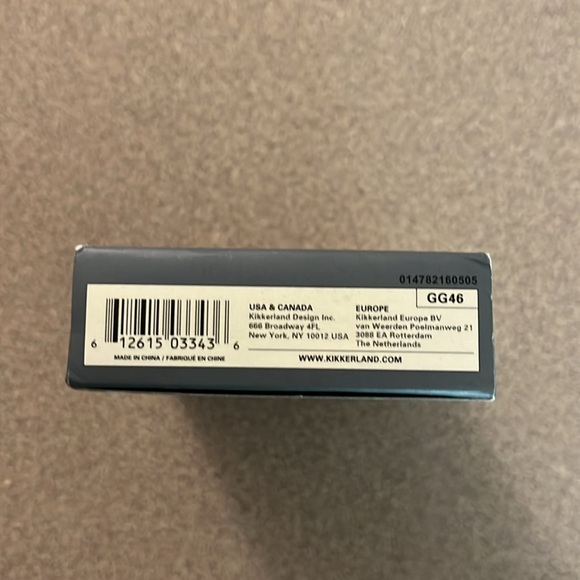 014782160505
GG46
6 12615 03343 6
MADE IN CHINA / FABRIQUÉ EN CHINE
USA & CANADA
Kikkerland Design Inc.
666 Broadway 4FL
New York, NY 10012 USA
EUROPE
Kikkerland Europe BV
van Weerden Poelmanweg 21
3088 EA Rotterdam
The Netherlands
WWW.KIKKERLAND.COM